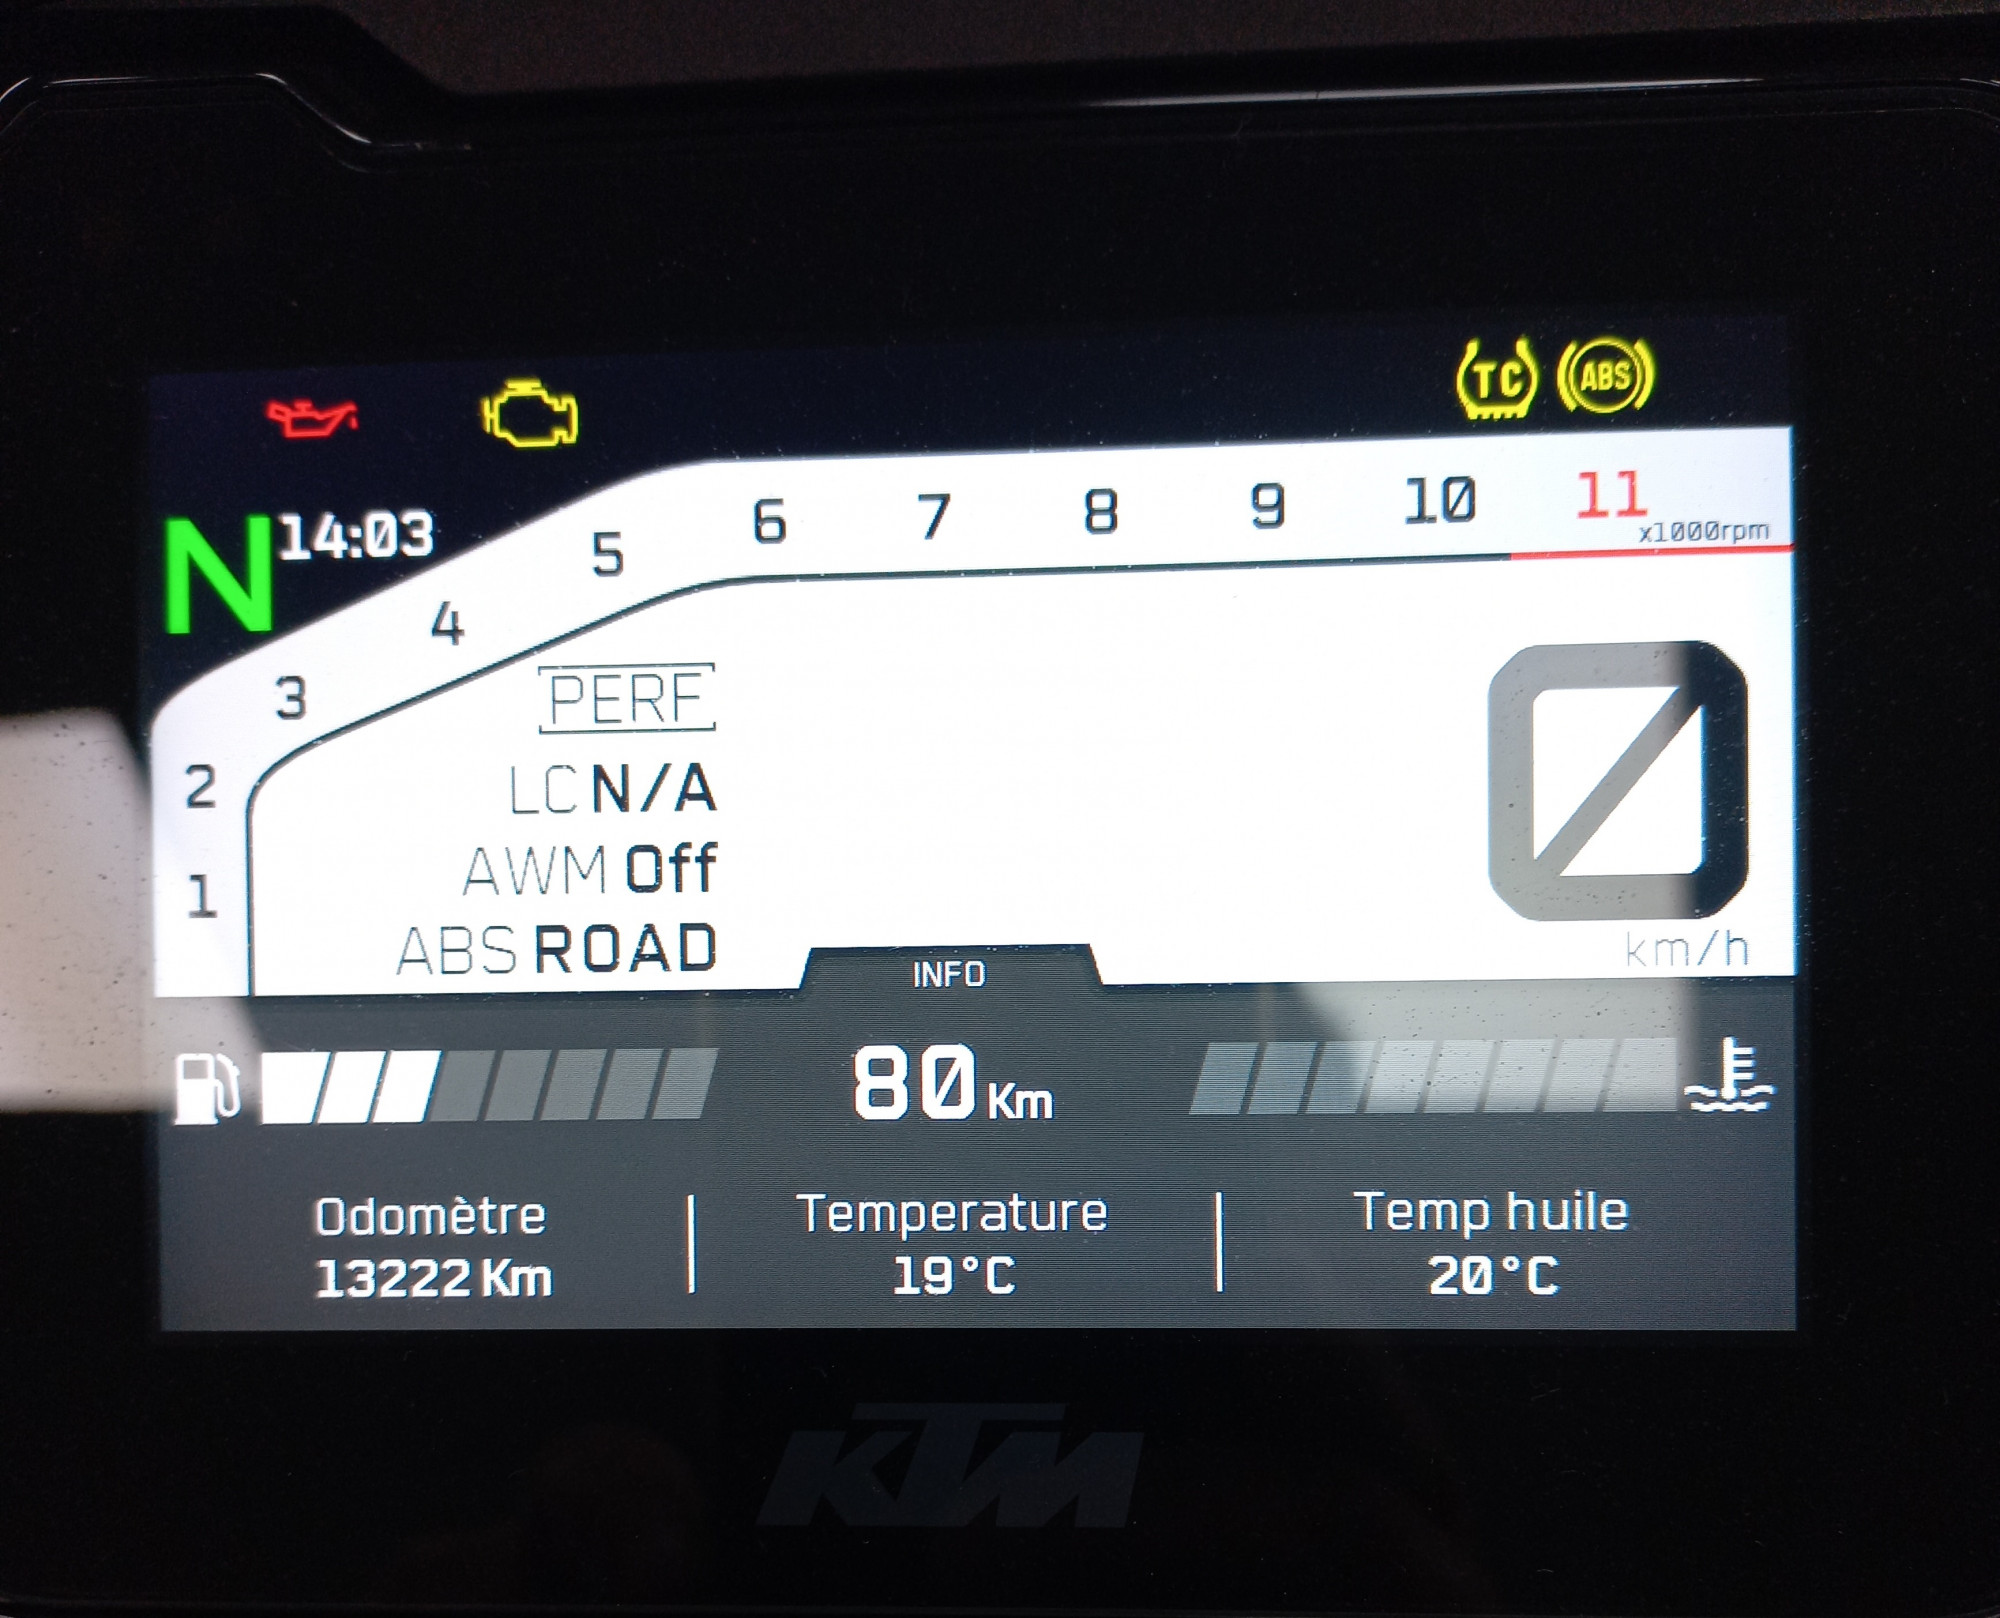 TC ABS
N 14:03
1 2 3 4 5 6 7 8 9 10 11
x1000rpm
PERF
LC N/A
AWM Off
ABS ROAD
0
km/h
INFO
80 Km
Odomètre
13222 Km
Temperature
19°C
Temp huile
20°C
KTM